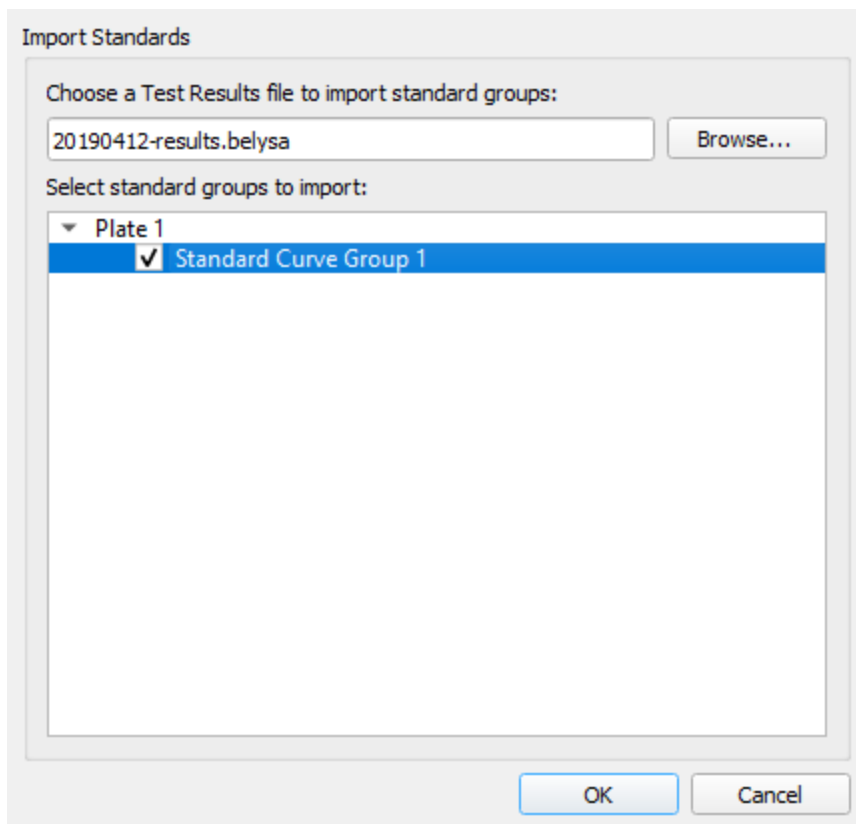 Import Standards
Choose a Test Results file to import standard groups:
20190412-results.belysa
Browse...
Select standard groups to import:
Plate 1
Standard Curve Group 1
OK
Cancel